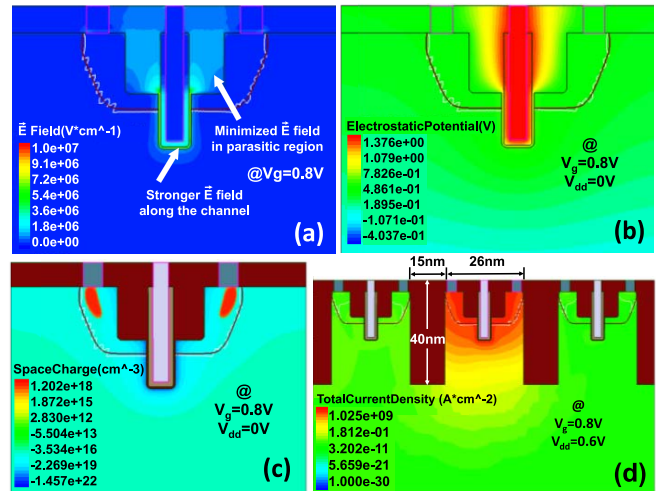 E⃗ Field(V*cm^-1)
1.0e+07
9.1e+06
7.2e+06
5.4e+06
3.6e+06
1.8e+06
0.0e+00
Minimized E⃗ field
in parasitic region
@Vg=0.8V
Stronger E⃗ field
along the channel
(a)
ElectrostaticPotential(V)
1.376e+00
1.079e+00
7.826e-01
4.861e-01
1.895e-01
-1.071e-01
-4.037e-01
@
Vg=0.8V
Vdd=0V
(b)
SpaceCharge(cm^-3)
1.202e+18
1.872e+15
2.830e+12
-5.504e+13
-3.534e+16
-2.269e+19
-1.457e+22
@
Vg=0.8V
Vdd=0V
(c)
15nm
26nm
40nm
TotalCurrentDensity (A*cm^-2)
1.025e+09
1.812e-01
3.202e-11
5.659e-21
1.000e-30
@
Vg=0.8V
Vdd=0.6V
(d)